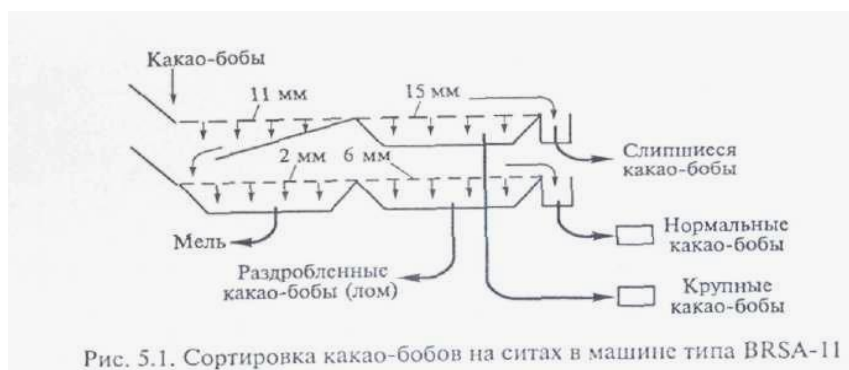 Какао-бобы
11 мм
15 мм
Слипшиеся
какао-бобы
2 мм
6 мм
Мель
Нормальные
какао-бобы
Раздробленные
какао-бобы (лом)
Крупные
какао-бобы
Рис. 5.1. Сортировка какао-бобов на ситах в машине типа BRSA-11